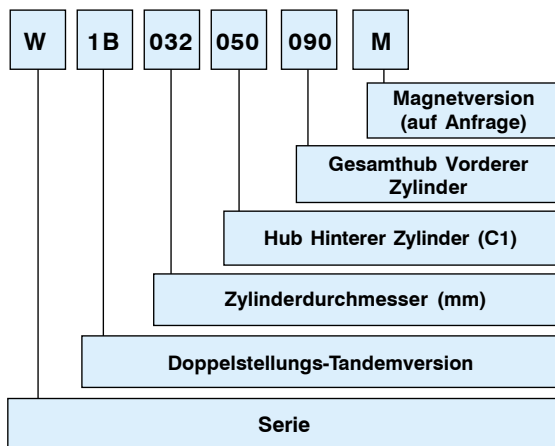 W 1B 032 050 090 M
Magnetversion
(auf Anfrage)
Gesamthub Vorderer
Zylinder
Hub Hinterer Zylinder (C1)
Zylinderdurchmesser (mm)
Doppelstellungs-Tandemversion
Serie